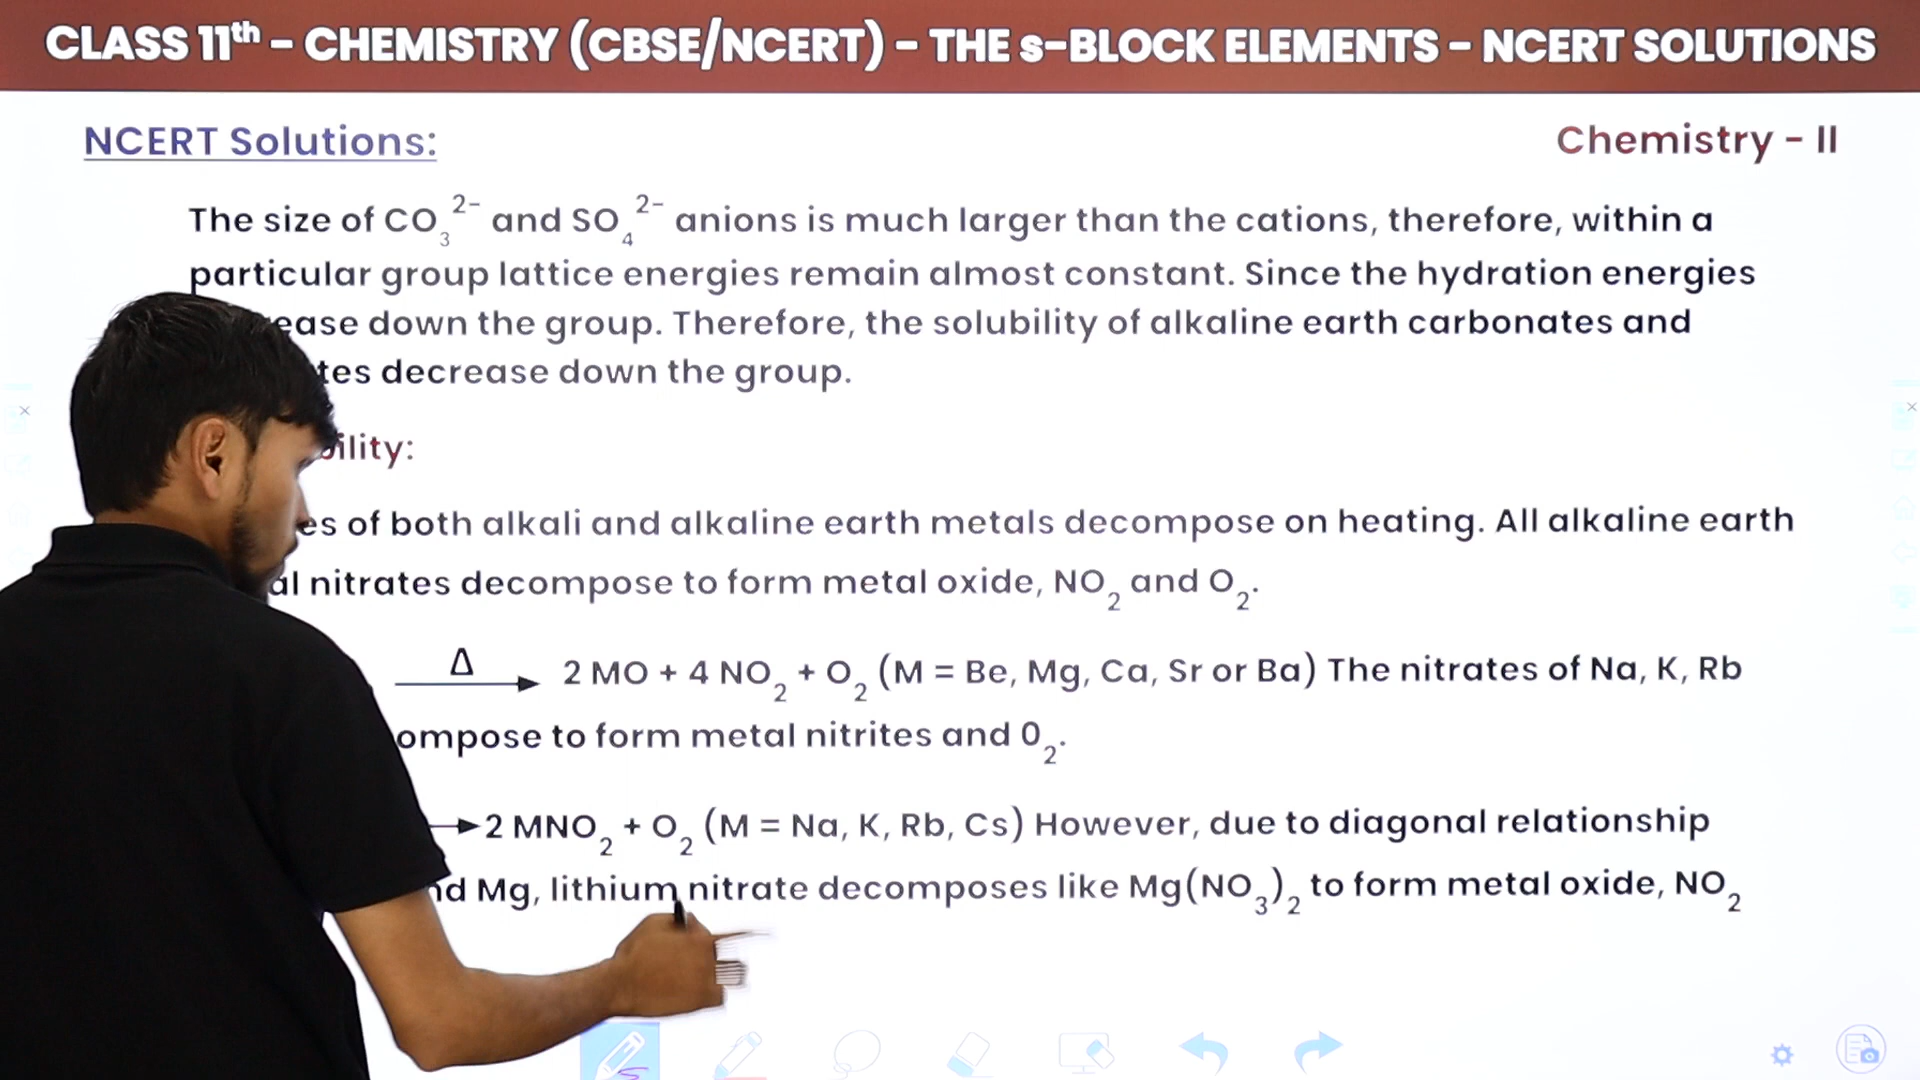 CLASS 11th - CHEMISTRY (CBSE/NCERT) - THE s-BLOCK ELEMENTS - NCERT SOLUTIONS
NCERT Solutions:
Chemistry - II
The size of CO₃²⁻ and SO₄²⁻ anions is much larger than the cations, therefore, within a
particular group lattice energies remain almost constant. Since the hydration energies
ease down the group. Therefore, the solubility of alkaline earth carbonates and
tes decrease down the group.
ility:
es of both alkali and alkaline earth metals decompose on heating. All alkaline earth
al nitrates decompose to form metal oxide, NO₂ and O₂.
Δ
→ 2 MO + 4 NO₂ + O₂ (M = Be, Mg, Ca, Sr or Ba) The nitrates of Na, K, Rb
ompose to form metal nitrites and 0₂.
→2 MNO₂ + O₂ (M = Na, K, Rb, Cs) However, due to diagonal relationship
nd Mg, lithium nitrate decomposes like Mg(NO₃)₂ to form metal oxide, NO₂